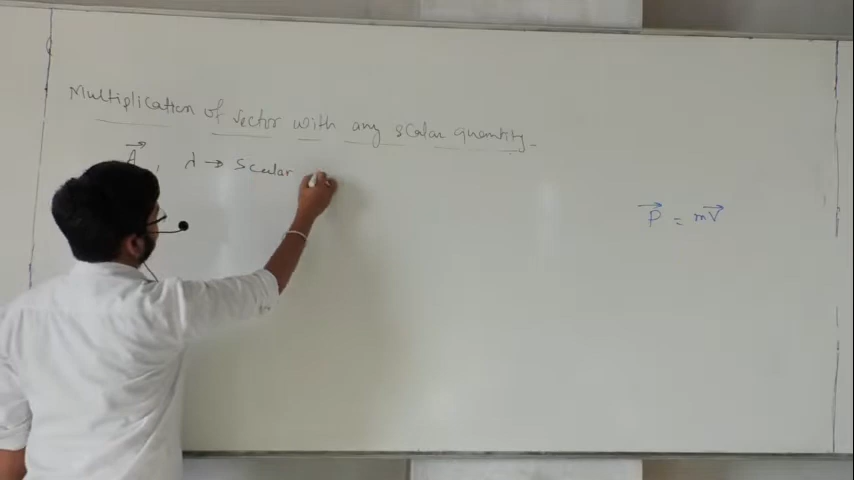 Multiplication of vector with any scalar quantity.
A⃗, λ → Scalar
P⃗ = mV⃗